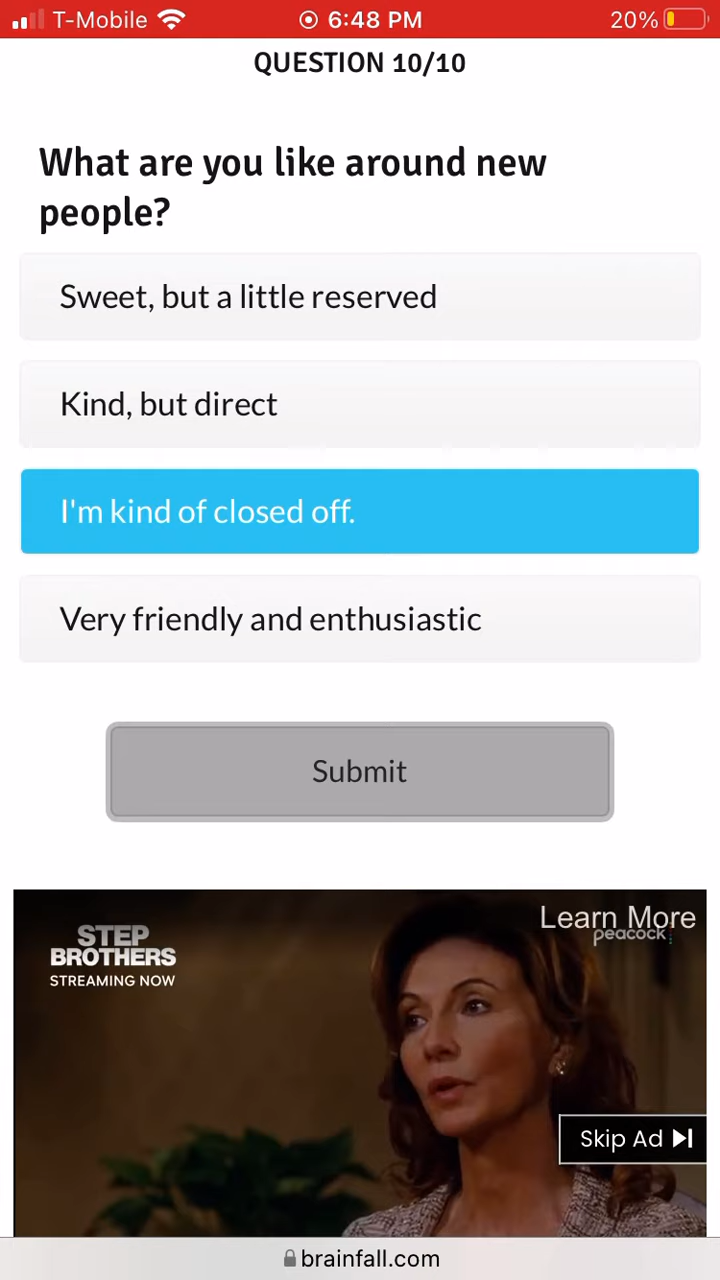 T-Mobile 6:48 PM 20%
QUESTION 10/10
What are you like around new
people?
Sweet, but a little reserved
Kind, but direct
I'm kind of closed off.
Very friendly and enthusiastic
Submit
Learn More
peacock
STEP
BROTHERS
STREAMING NOW
Skip Ad
brainfall.com